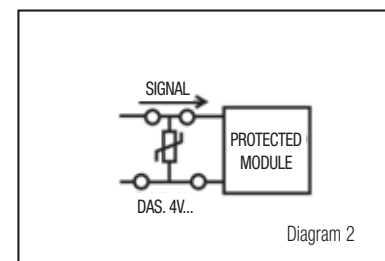 SIGNAL
PROTECTED
MODULE
DAS. 4V...
Diagram 2